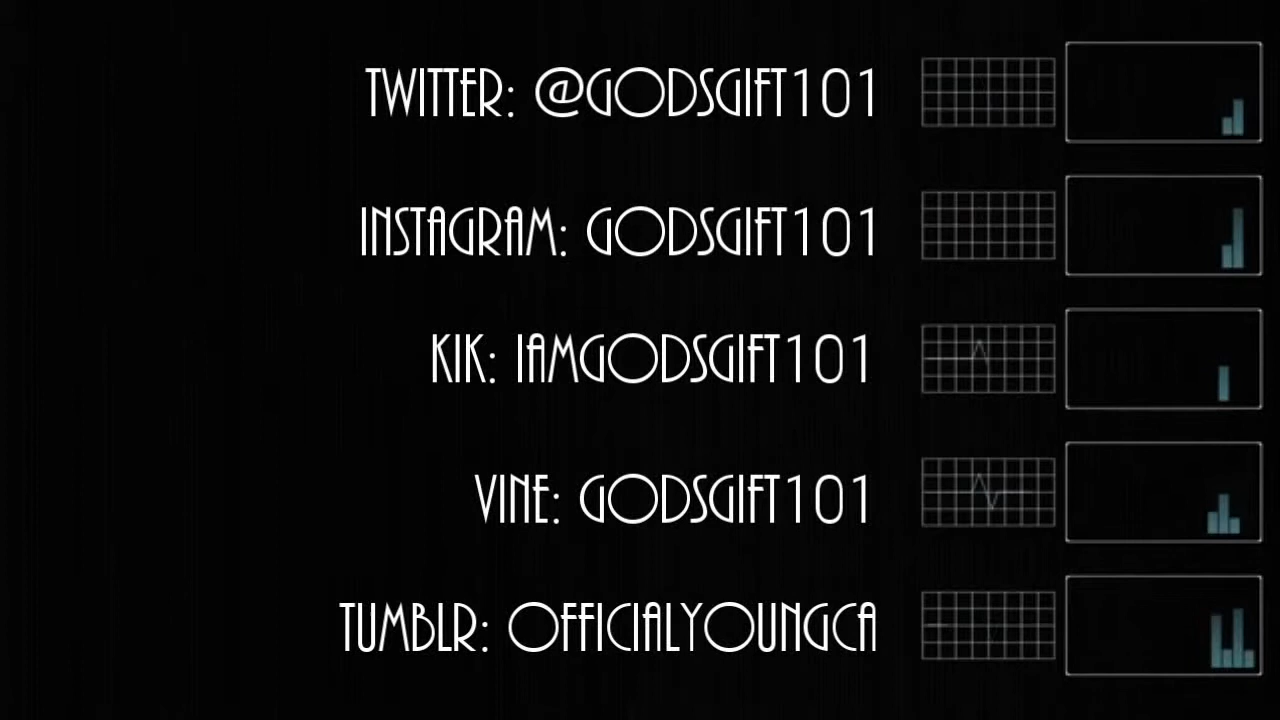 TWITTER: @GODSGIFT101
INSTAGRAM: GODSGIFT101
KIK: IAMGODSGIFT101
VINE: GODSGIFT101
TUMBLR: OFFICIALYOUNGCA